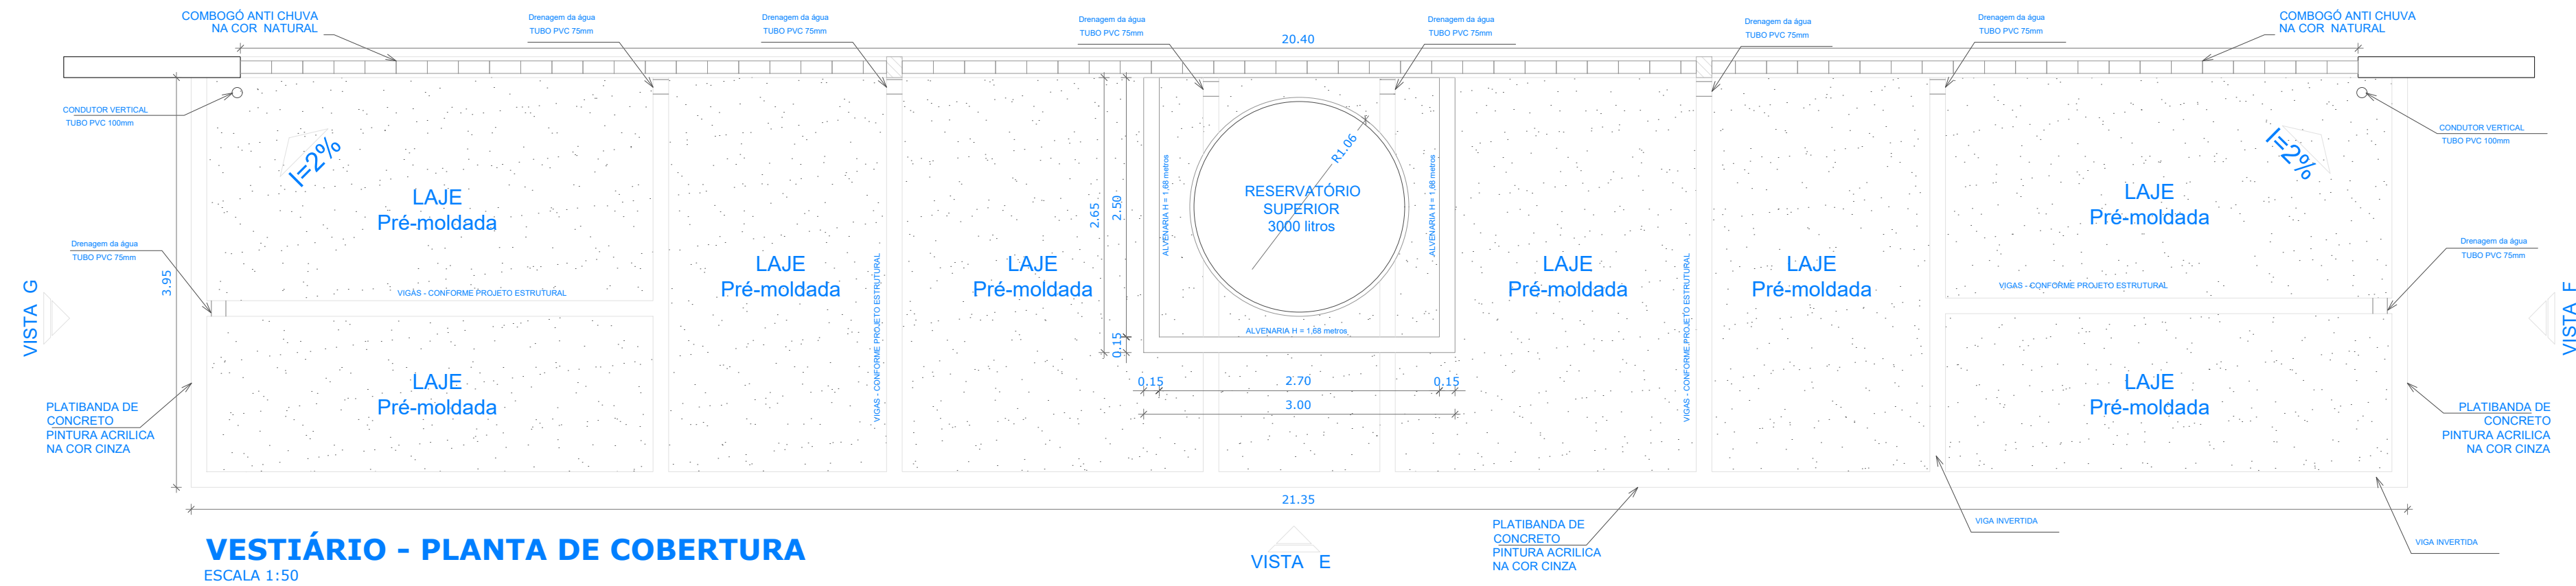 COMBOGÓ ANTI CHUVA
NA COR NATURAL
Drenagem da água
TUBO PVC 75mm
Drenagem da água
TUBO PVC 75mm
Drenagem da água
TUBO PVC 75mm
20.40
Drenagem da água
TUBO PVC 75mm
Drenagem da água
TUBO PVC 75mm
Drenagem da água
TUBO PVC 75mm
COMBOGÓ ANTI CHUVA
NA COR NATURAL
CONDUTOR VERTICAL
TUBO PVC 100mm
CONDUTOR VERTICAL
TUBO PVC 100mm
I=2%
I=2%
R1.06
LAJE
Pré-moldada
RESERVATÓRIO
SUPERIOR
3000 litros
LAJE
Pré-moldada
2.65
2.50
ALVENARIA H = 1,68 metros
ALVENARIA H = 1,68 metros
Drenagem da água
TUBO PVC 75mm
3.95
LAJE
Pré-moldada
LAJE
Pré-moldada
LAJE
Pré-moldada
LAJE
Pré-moldada
Drenagem da água
TUBO PVC 75mm
VIGAS - CONFORME PROJETO ESTRUTURAL
VIGAS - CONFORME PROJETO ESTRUTURAL
VIGAS - CONFORME PROJETO ESTRUTURAL
VIGAS - CONFORME PROJETO ESTRUTURAL
VISTA G
ALVENARIA H = 1,68 metros
0.15
0.15
2.70
0.15
3.00
LAJE
Pré-moldada
LAJE
Pré-moldada
PLATIBANDA DE
CONCRETO
PINTURA ACRILICA
NA COR CINZA
PLATIBANDA DE
CONCRETO
PINTURA ACRILICA
NA COR CINZA
21.35
PLATIBANDA DE
CONCRETO
PINTURA ACRILICA
NA COR CINZA
VIGA INVERTIDA
VIGA INVERTIDA
VESTIÁRIO - PLANTA DE COBERTURA
ESCALA 1:50
VISTA E
VISTA